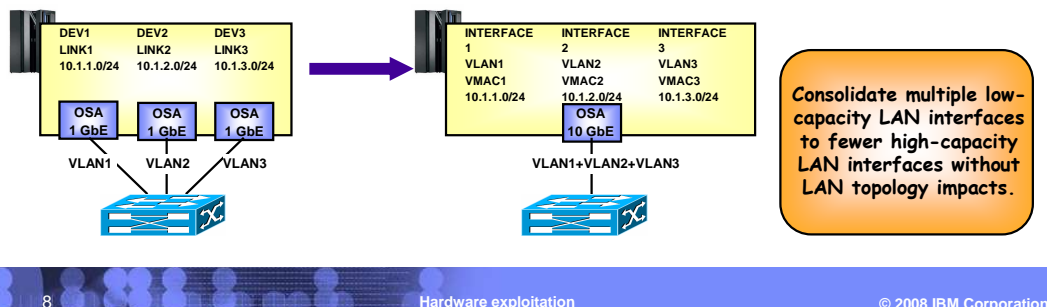 DEV1 DEV2 DEV3
LINK1 LINK2 LINK3
10.1.1.0/24 10.1.2.0/24 10.1.3.0/24
OSA OSA OSA
1 GbE 1 GbE 1 GbE
VLAN1 VLAN2 VLAN3
INTERFACE INTERFACE INTERFACE
1 2 3
VLAN1 VLAN2 VLAN3
VMAC1 VMAC2 VMAC3
10.1.1.0/24 10.1.2.0/24 10.1.3.0/24
OSA
10 GbE
VLAN1+VLAN2+VLAN3
Consolidate multiple low-
capacity LAN interfaces
to fewer high-capacity
LAN interfaces without
LAN topology impacts.
8 Hardware exploitation © 2008 IBM Corporation